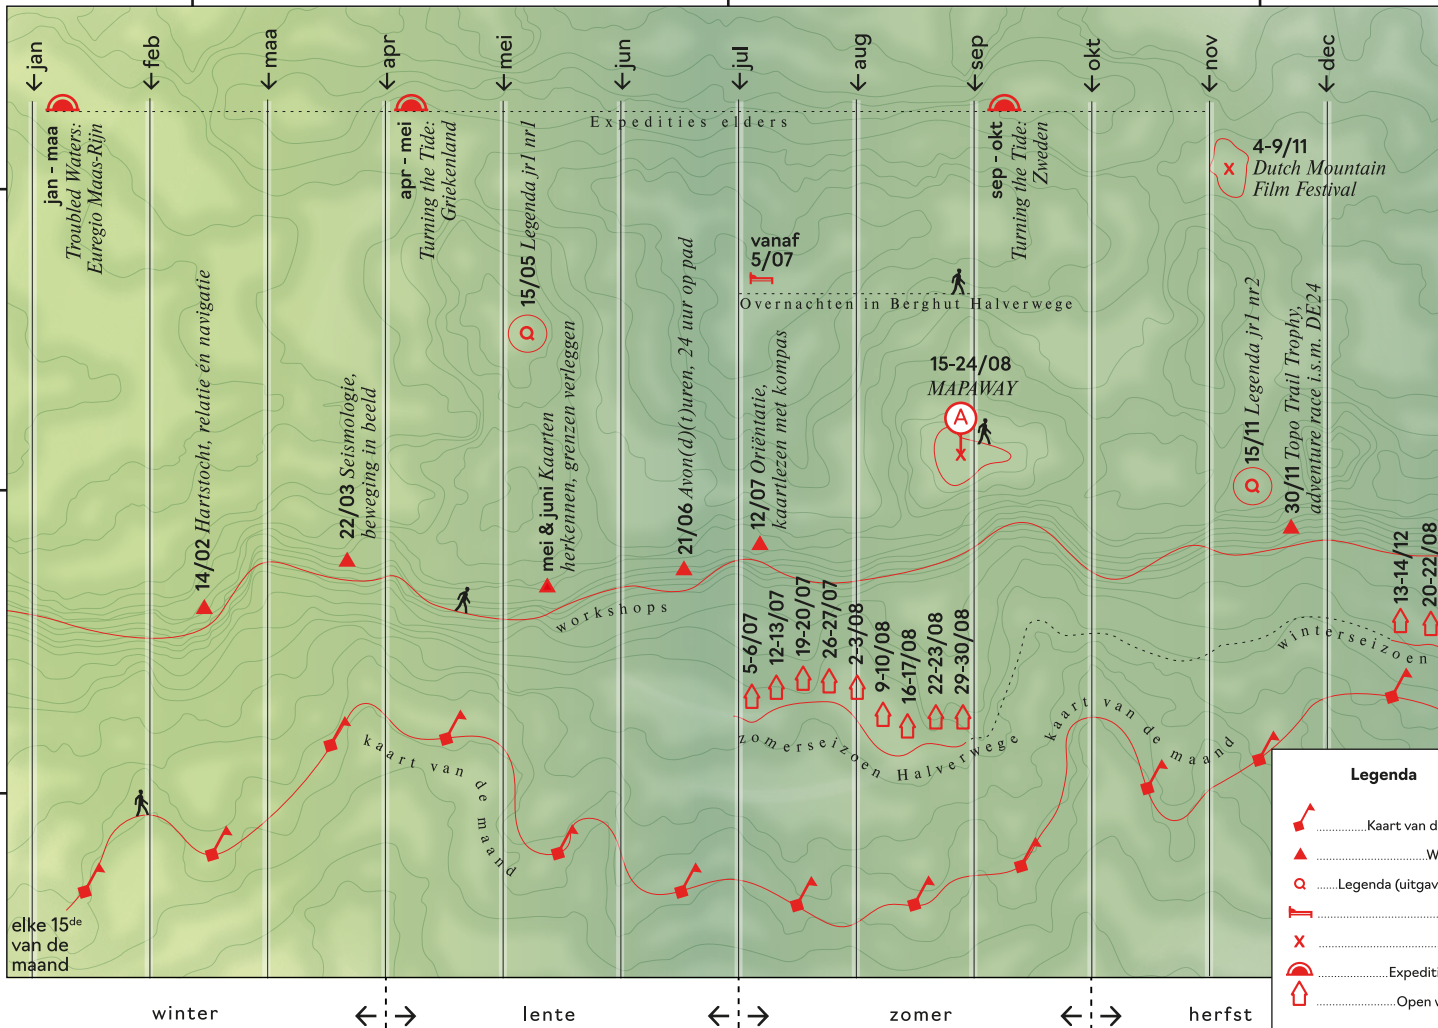 jan
feb
maa
apr
mei
jun
jul
aug
sep
okt
nov
dec
Expedities elders
jan - maa
Troubled Waters:
Euregio Maas-Rijn
apr - mei
Turning the Tide:
Griekenland
sep - okt
Turning the Tide:
Zweden
4-9/11
Dutch Mountain
Film Festival
15/05 Legenda jr1 nr1
vanaf
5/07
Overnachten in Berghut Halverwege
15-24/08
MAPAWAY
A
14/02 Hartstocht, relatie én navigatie
22/03 Seismologie,
beweging in beeld
mei & juni Kaarten
herkennen, grenzen verleggen
21/06 Avon(d)(t)uren, 24 uur op pad
12/07 Oriëntatie,
kaartlezen met kompas
15/11 Legenda jr1 nr2
30/11 Topo Trail Trophy,
adventure race i.s.m. DE24
workshops
5-6/07
12-13/07
19-20/07
26-27/07
2-3/08
9-10/08
16-17/08
22-23/08
29-30/08
13-14/12
20-22/08
winterseizoen
zomerseizoen Halverwege
kaart van de maand
kaart van de maand
elke 15de
van de
maand
Legenda
Kaart van d
W
Legenda (uitgav
Expediti
Open v
winter
lente
zomer
herfst